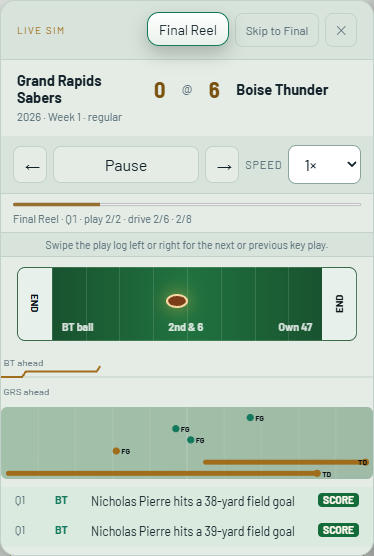 LIVE SIM
Final Reel
Skip to Final
×
Grand Rapids
Sabers
0 @ 6
Boise Thunder
2026 · Week 1 · regular
← Pause → SPEED 1×
Final Reel · Q1 · play 2/2 · drive 2/6 · 2/8
Swipe the play log left or right for the next or previous key play.
END
END
BT ball 2nd & 6 Own 47
BT ahead
GRS ahead
FG
FG
FG
FG
TD
TD
Q1 BT Nicholas Pierre hits a 38-yard field goal SCORE
Q1 BT Nicholas Pierre hits a 39-yard field goal SCORE